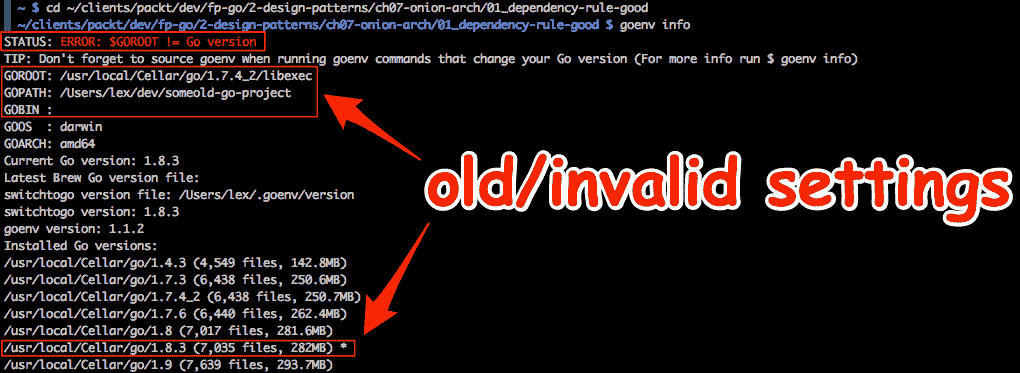 ~ $ cd ~/clients/packt/dev/fp-go/2-design-patterns/ch07-onion-arch/01_dependency-rule-good
~/clients/packt/dev/fp-go/2-design-patterns/ch07-onion-arch/01_dependency-rule-good $ goenv info
STATUS: ERROR: $GOROOT != Go version
TIP: Don't forget to source goenv when running goenv commands that change your Go version (For more info run $ goenv info)
GOROOT: /usr/local/Cellar/go/1.7.4_2/libexec
GOPATH: /Users/lex/dev/someold-go-project
GOBIN :
GOOS : darwin
GOARCH: amd64
Current Go version: 1.8.3
Latest Brew Go version file:
switchtogo version file: /Users/lex/.goenv/version
switchtogo version: 1.8.3
goenv version: 1.1.2
Installed Go versions:
/usr/local/Cellar/go/1.4.3 (4,549 files, 142.8MB)
/usr/local/Cellar/go/1.7.3 (6,438 files, 250.6MB)
/usr/local/Cellar/go/1.7.4_2 (6,438 files, 250.7MB)
/usr/local/Cellar/go/1.7.6 (6,440 files, 262.4MB)
/usr/local/Cellar/go/1.8 (7,017 files, 281.6MB)
/usr/local/Cellar/go/1.8.3 (7,035 files, 282MB) *
/usr/local/Cellar/go/1.9 (7,639 files, 293.7MB)
old/invalid settings